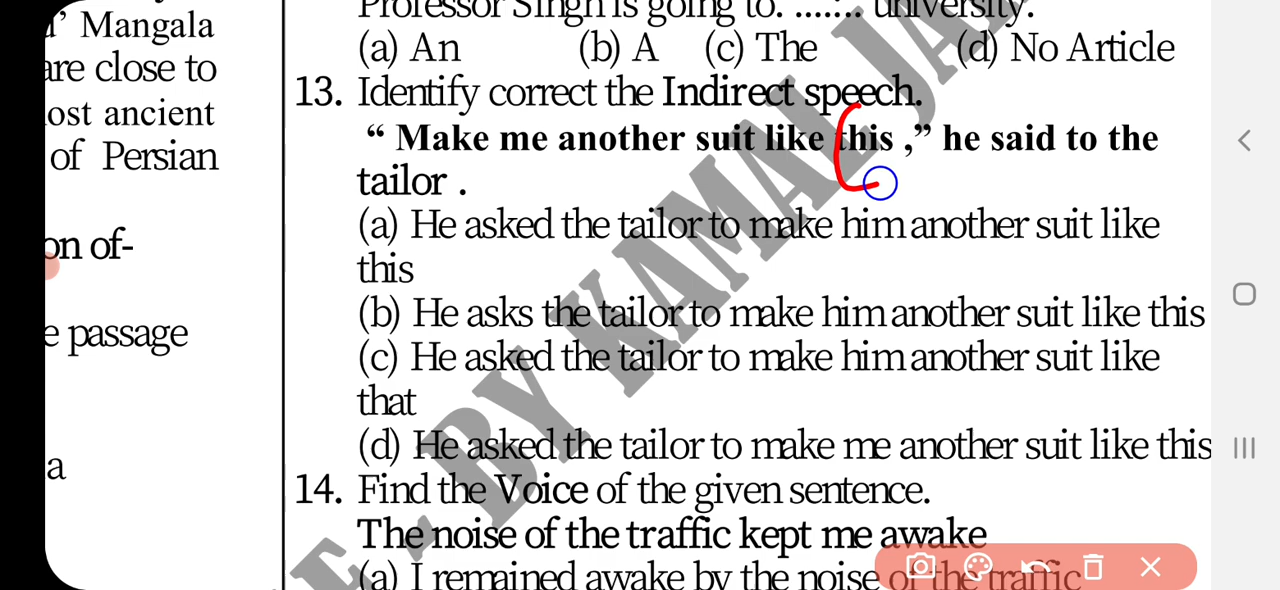 Mangala
are close to
ost ancient
of Persian
on of-
e passage
a
Professor Singh is going to. ....... university.
(a) An (b) A (c) The (d) No Article
13. Identify correct the Indirect speech.
“ Make me another suit like this ,” he said to the
tailor .
(a) He asked the tailor to make him another suit like
this
(b) He asks the tailor to make him another suit like this
(c) He asked the tailor to make him another suit like
that
(d) He asked the tailor to make me another suit like this
14. Find the Voice of the given sentence.
The noise of the traffic kept me awake
(a) I remained awake by the noise of the traffic
E - BY KAMAL JA